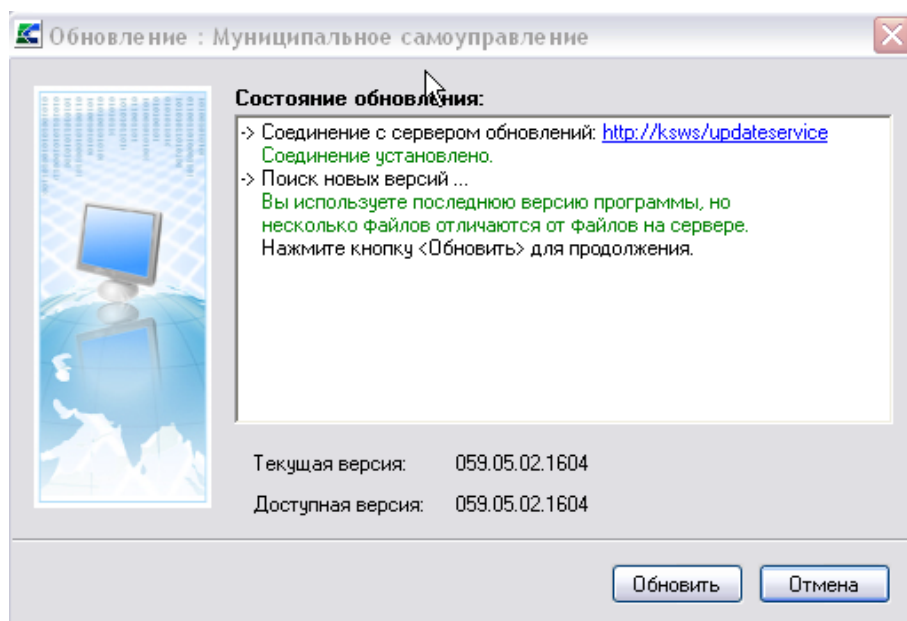 Обновление : Муниципальное самоуправление
Состояние обновления:
-> Соединение с сервером обновлений: http://ksws/updateservice
Соединение установлено.
-> Поиск новых версий ...
Вы используете последнюю версию программы, но
несколько файлов отличаются от файлов на сервере.
Нажмите кнопку <Обновить> для продолжения.
Текущая версия: 059.05.02.1604
Доступная версия: 059.05.02.1604
Обновить Отмена